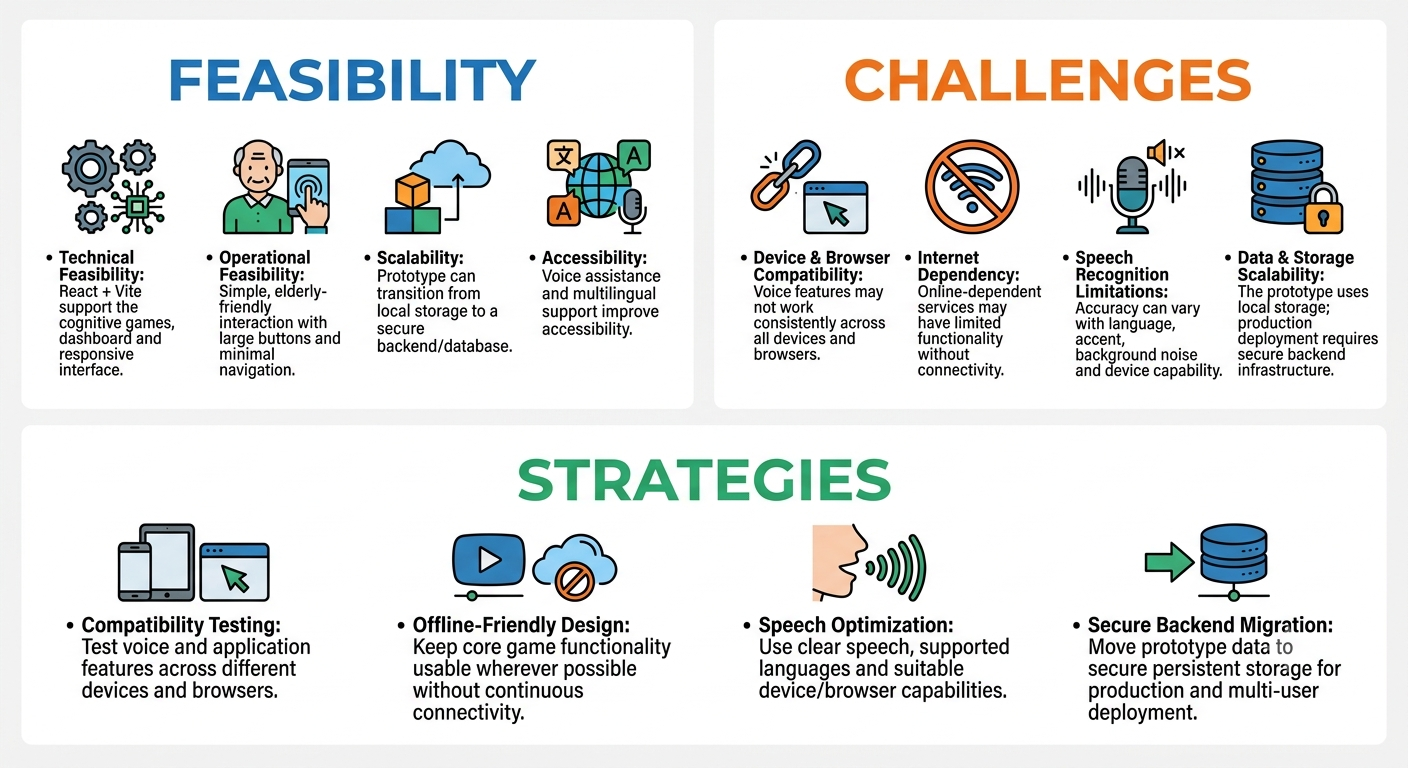 FEASIBILITY
• Technical
Feasibility:
React + Vite
support the
cognitive games,
dashboard and
responsive
interface.
• Operational
Feasibility:
Simple, elderly-
friendly
interaction with
large buttons and
minimal
navigation.
• Scalability:
Prototype can
transition from
local storage to a
secure
backend/database.
文
A
A
• Accessibility:
Voice assistance
and multilingual
support improve
accessibility.
CHALLENGES
• Device & Browser
Compatibility:
Voice features may
not work
consistently across
all devices and
browsers.
• Internet
Dependency:
Online-dependent
services may
have limited
functionality
without
connectivity.
• Speech
Recognition
Limitations:
Accuracy can vary
with language,
accent,
background noise
and device capability.
• Data & Storage
Scalability:
The prototype uses
local storage;
production
deployment requires
secure backend
infrastructure.
STRATEGIES
• Compatibility Testing:
Test voice and application
features across different
devices and browsers.
• Offline-Friendly Design:
Keep core game functionality
usable wherever possible
without continuous
connectivity.
• Speech Optimization:
Use clear speech, supported
languages and suitable
device/browser capabilities.
• Secure Backend Migration:
Move prototype data to
secure persistent storage for
production and multi-user
deployment.